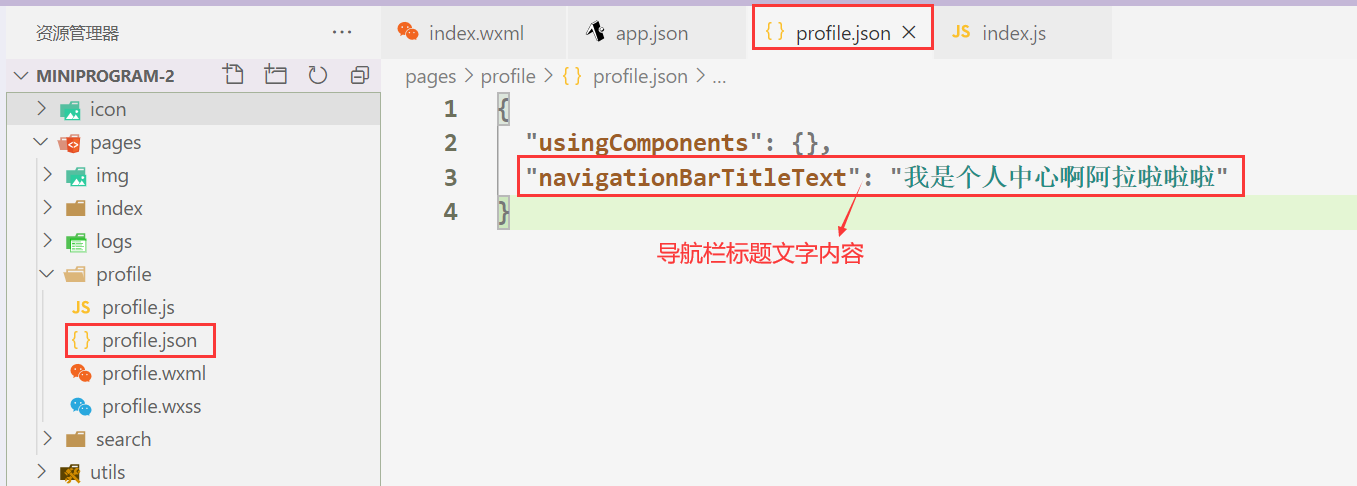 资源管理器 ...
index.wxml app.json {} profile.json × JS index.js
MINIPROGRAM-2
pages > profile > {} profile.json > ...
icon
pages
img
index
logs
profile
JS profile.js
{} profile.json
profile.wxml
profile.wxss
search
utils
1 {
2 "usingComponents": {},
3 "navigationBarTitleText": "我是个人中心啊阿拉啦啦啦"
4 }
导航栏标题文字内容